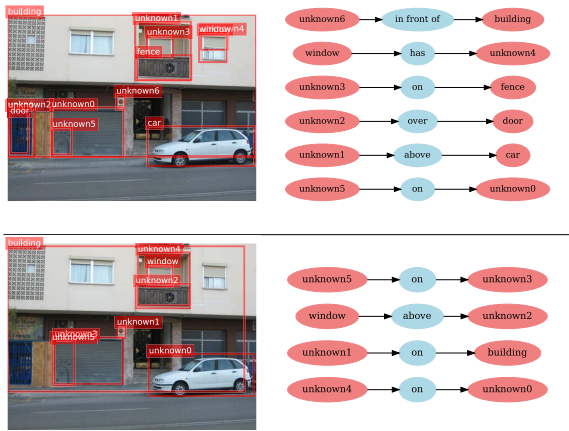 building
unknown1
window
unknown3
fence
unknown6
unknown2
unknown0
door
unknown5
car
unknown6 in front of building
window has unknown4
unknown3 on fence
unknown2 over door
unknown1 above car
unknown5 on unknown0
building
unknown4
window
unknown2
unknown1
unknown3
unknown5
unknown0
unknown5 on unknown3
window above unknown2
unknown1 on building
unknown4 on unknown0